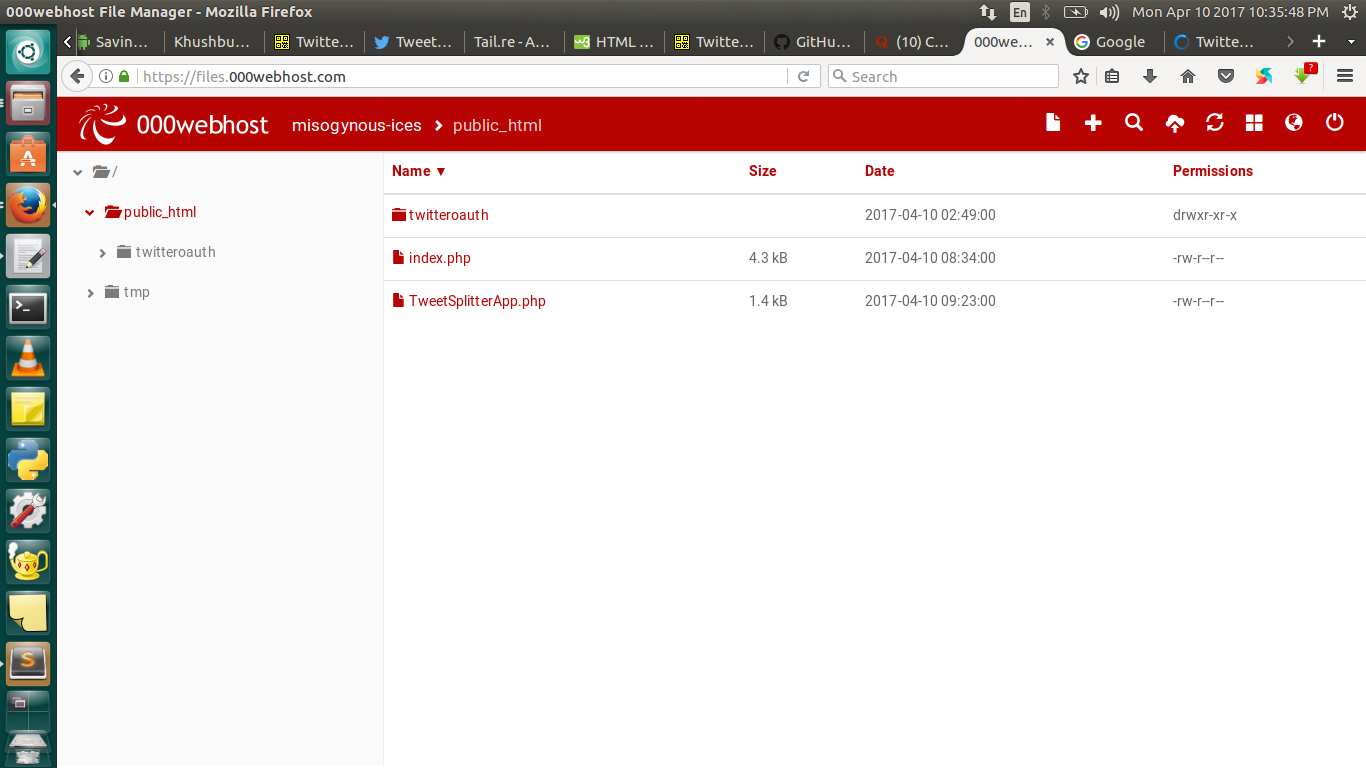 000webhost File Manager - Mozilla Firefox
En
Mon Apr 10 2017 10:35:48 PM
Savin...
Khushbu...
Twitte...
Tweet...
Tail.re - A...
HTML ...
Twitte...
GitHu...
(10) C...
000we...
Google
Twitte...
https://files.000webhost.com
Search
?
000webhost
misogynous-ices
public_html
/
public_html
twitteroauth
tmp
Name ▼ Size Date Permissions
twitteroauth 2017-04-10 02:49:00 drwxr-xr-x
index.php 4.3 kB 2017-04-10 08:34:00 -rw-r--r--
TweetSplitterApp.php 1.4 kB 2017-04-10 09:23:00 -rw-r--r--